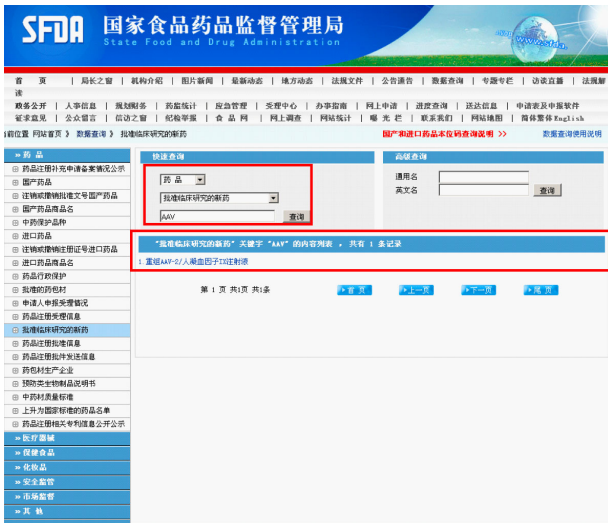 SFDA 国家食品药品监督管理局
State Food and Drug Administration
www.sfda.
首 页 | 局长之窗 | 机构介绍 | 图片新闻 | 最新动态 | 地方动态 | 法规文件 | 公告通告 | 数据查询 | 专题专栏 | 访谈直播 | 法规解
读
政务公开 | 人事信息 | 规划财务 | 药监统计 | 应急管理 | 受理中心 | 办事指南 | 网上申请 | 进度查询 | 送达信息 | 申请表及申报软件
征求意见 | 公众留言 | 信访之窗 | 纪检举报 | 食 品 网 | 网上调查 | 网站统计 | 曝 光 栏 | 联系我们 | 网站地图 | 简体繁体English
前位置 网站首页 》 数据查询 》 批准临床研究的新药
国产和进口药品本位码查询说明 >>
数据查询使用说明
» 药 品
药品注册补充申请备案情况公示
国产药品
注销或撤销批准文号国产药品
国产药品商品名
中药保护品种
进口药品
注销或撤销注册证号进口药品
进口药品商品名
药品行政保护
批准的药包材
申请人申报受理情况
药品注册受理信息
批准临床研究的新药
药品注册批准信息
药品注册批件发送信息
药包材生产企业
预防类生物制品说明书
中药材质量标准
上升为国家标准的药品名单
药品注册相关专利信息公开公示
» 医疗器械
» 保健食品
» 化妆品
» 安全监管
» 市场监督
» 其 他
快速查询
药 品
批准临床研究的新药
AAV 查询
高级查询
通用名
英文名 查询
"批准临床研究的新药" 关键字 "AAV" 的内容列表 , 共有 1 条记录
1.重组AAV-2/人凝血因子IX注射液
第 1 页 共1页 共1条 首 页 上一页 下一页 尾 页